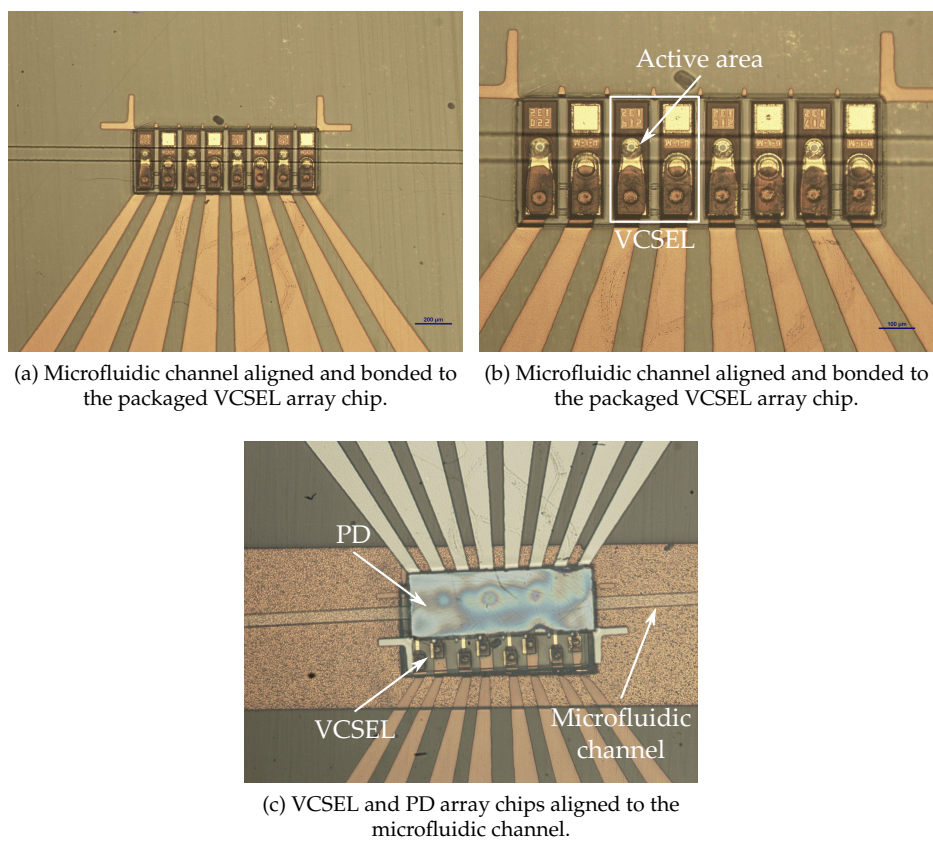 Active area
VCSEL
200 µm
100 µm
(a) Microfluidic channel aligned and bonded to
the packaged VCSEL array chip.
(b) Microfluidic channel aligned and bonded to
the packaged VCSEL array chip.
PD
VCSEL
Microfluidic
channel
(c) VCSEL and PD array chips aligned to the
microfluidic channel.